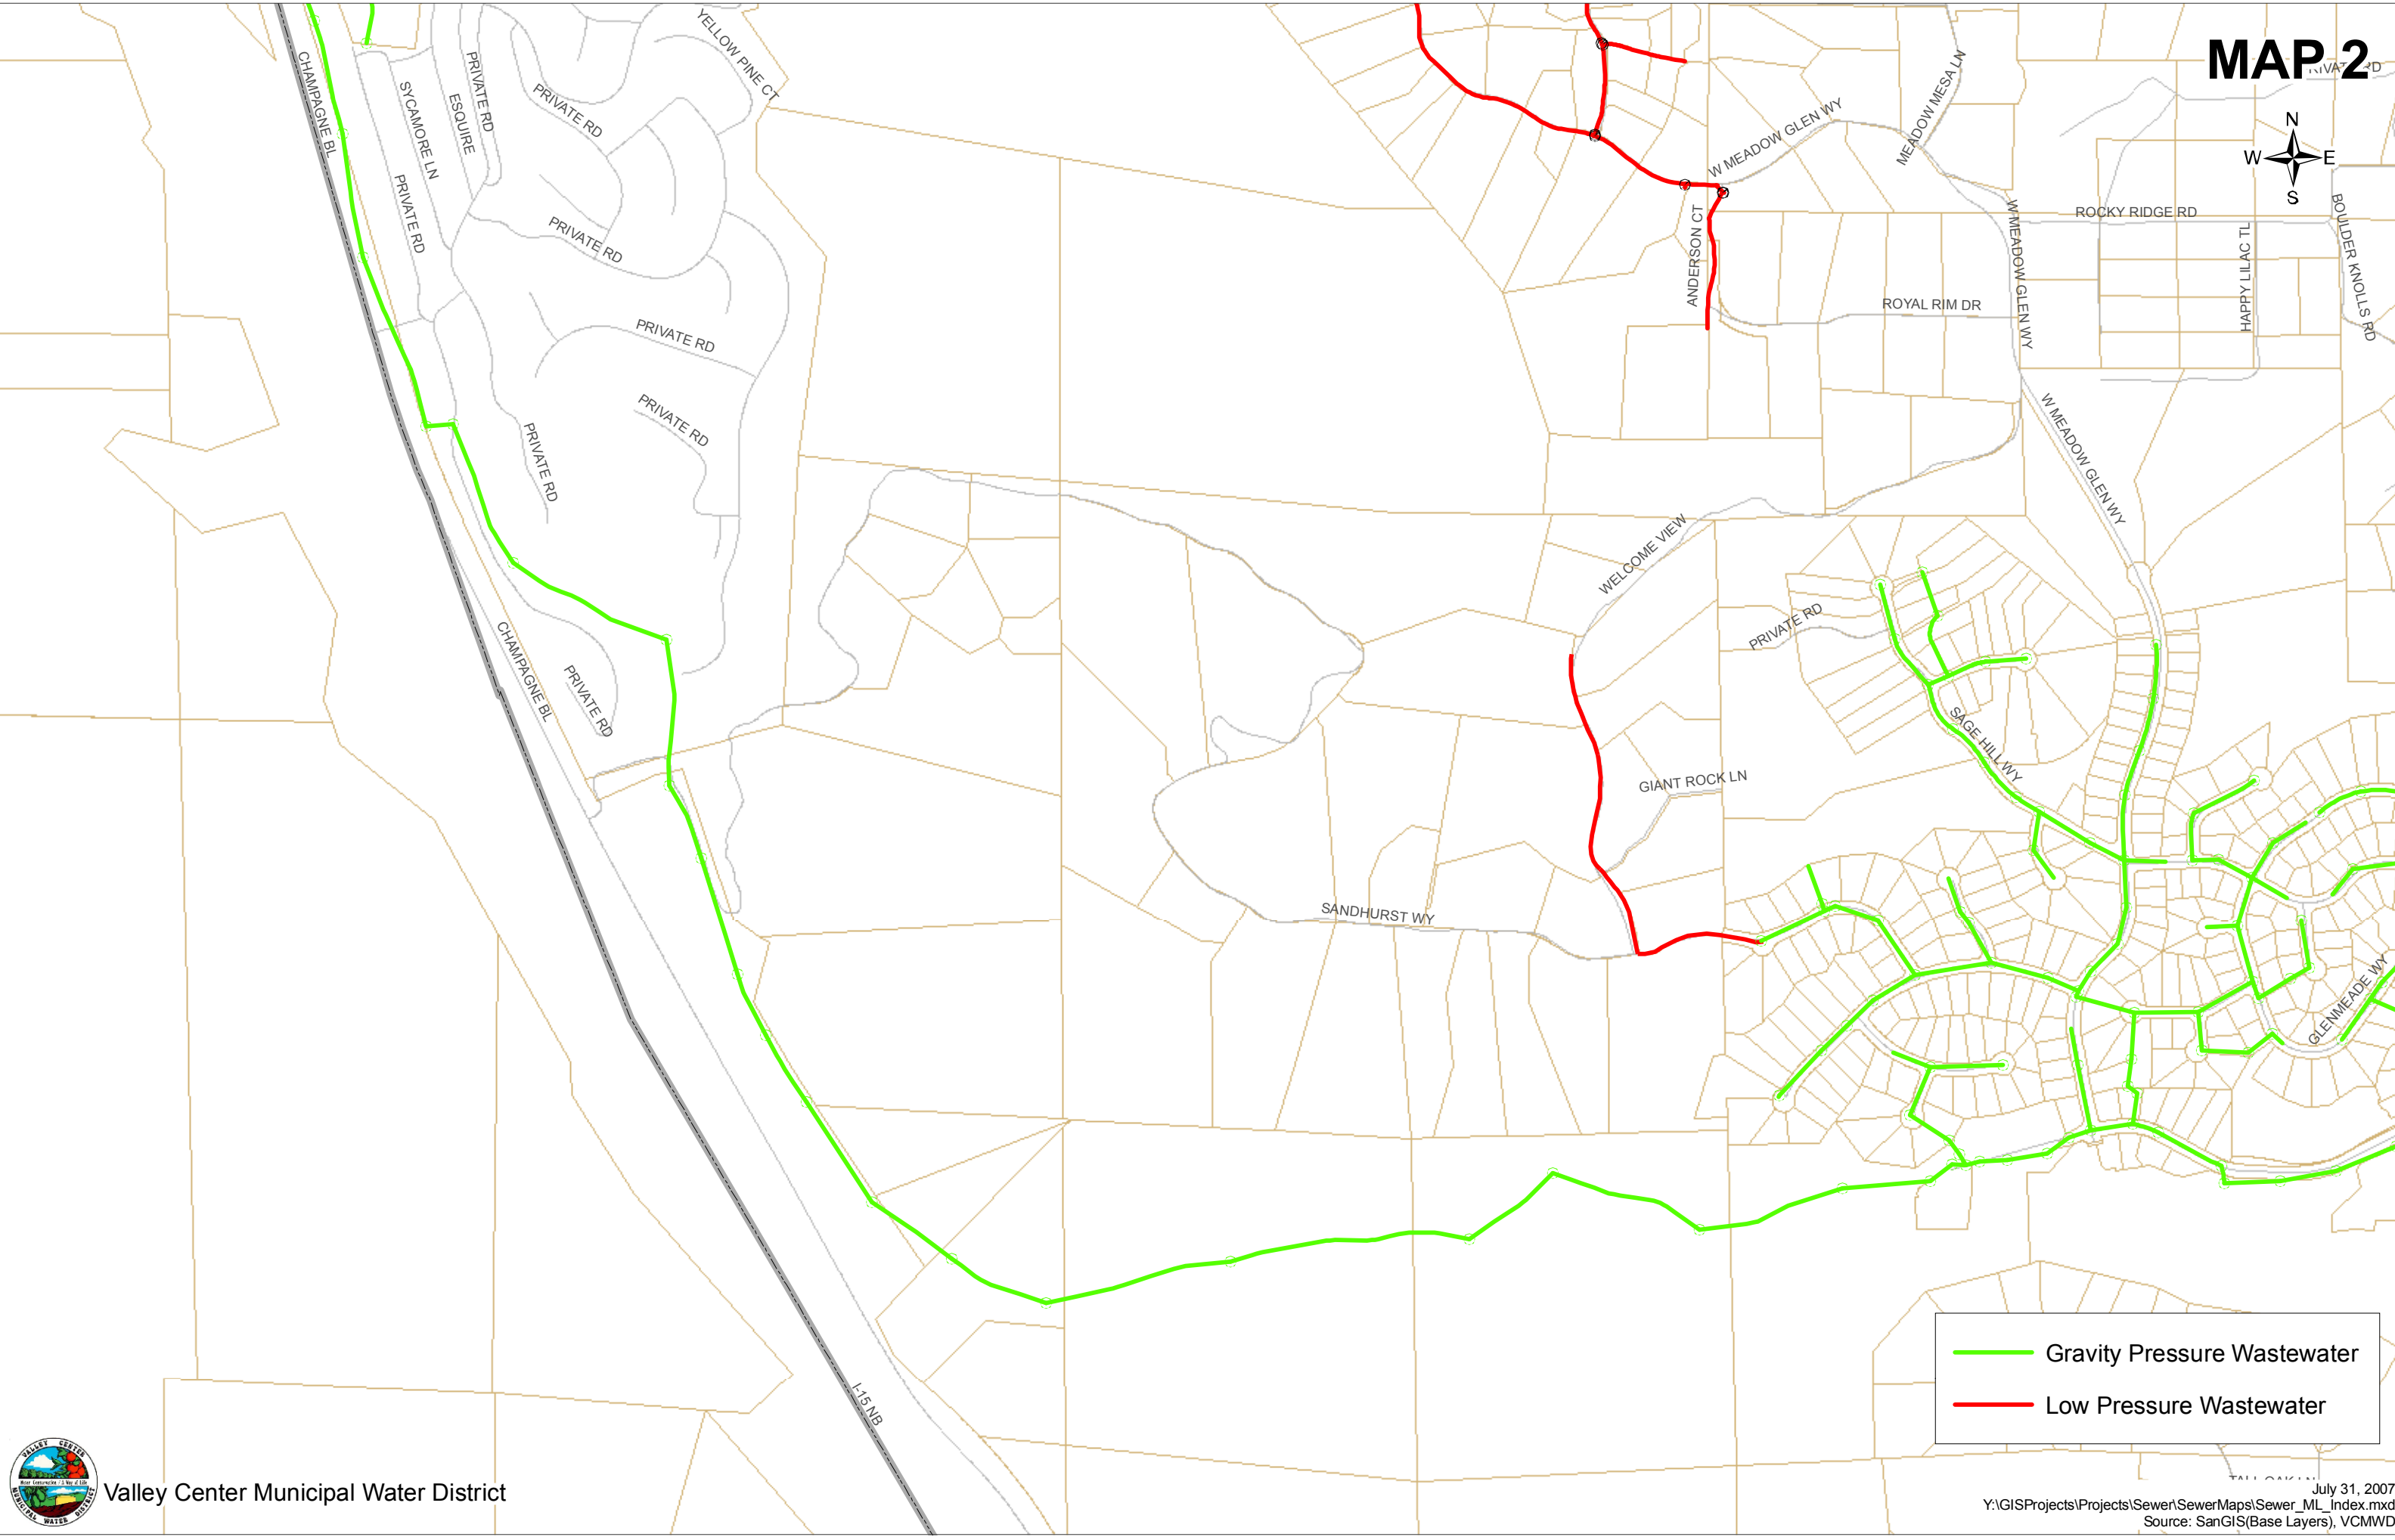 MAP 2
N
W E
S
YELLOW PINE CT
CHAMPAGNE BL
SYCAMORE LN
ESQUIRE
PRIVATE RD
PRIVATE RD
PRIVATE RD
PRIVATE RD
PRIVATE RD
PRIVATE RD
PRIVATE RD
CHAMPAGNE BL
PRIVATE RD
W MEADOW GLEN WY
MEADOW MESA LN
ANDERSON CT
W MEADOW GLEN WY
ROCKY RIDGE RD
HAPPY LILAC TL
BOULDER KNOLLS RD
ROYAL RIM DR
W MEADOW GLEN WY
WELCOME VIEW
PRIVATE RD
SAGE HILL WY
GIANT ROCK LN
SANDHURST WY
GLENMEADE WY
I-15 NB
Gravity Pressure Wastewater
Low Pressure Wastewater
VALLEY CENTER
MUNICIPAL WATER DISTRICT
Valley Center Municipal Water District
July 31, 2007
Y:\GISProjects\Projects\Sewer\SewerMaps\Sewer_ML_Index.mxd
Source: SanGIS(Base Layers), VCMWD